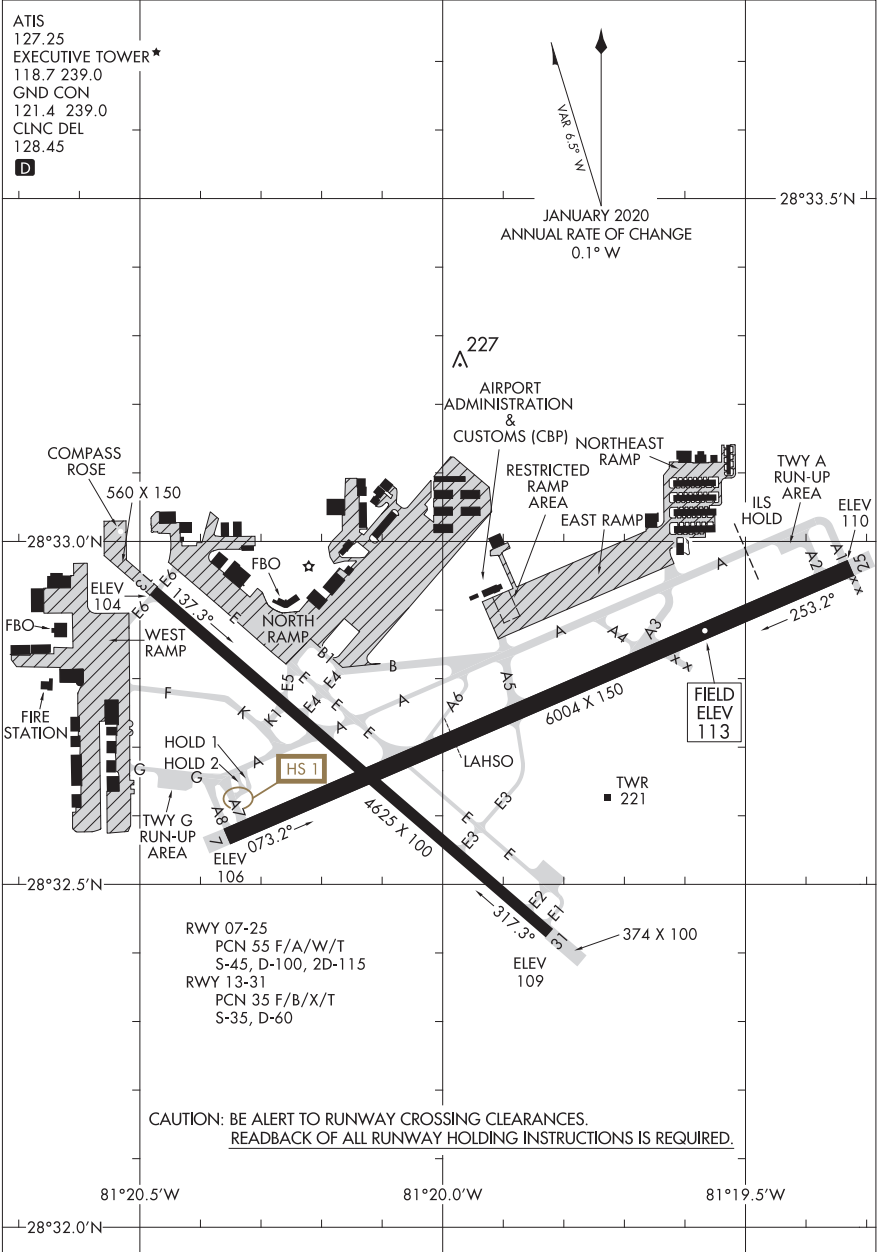 ATIS
127.25
EXECUTIVE TOWER★
118.7 239.0
GND CON
121.4 239.0
CLNC DEL
128.45
D
VAR 6.5° W
28°33.5'N
JANUARY 2020
ANNUAL RATE OF CHANGE
0.1° W
227
AIRPORT
ADMINISTRATION
&
CUSTOMS (CBP)
NORTHEAST
RAMP
RESTRICTED
RAMP
AREA
EAST RAMP
TWY A
RUN-UP
AREA
ILS
HOLD
ELEV
110
COMPASS
ROSE
560 X 150
28°33.0'N
FBO
ELEV
104
13
E6
E6
137.3°
E
NORTH
RAMP
FBO
WEST
RAMP
FIRE
STATION
A
A2
A1
25
253.2°
A
A4
A3
B1
B
E5
E
E4
E4
E
A
A
E
A6
A5
6004 X 150
FIELD
ELEV
113
F
K
K1
HOLD 1
HOLD 2
A
HS 1
LAHSO
TWR
221
G
G
A8
A7
TWY G
RUN-UP
AREA
7
073.2°
ELEV
106
4625 X 100
E
E3
E3
E
28°32.5'N
E2
E1
317.3°
31
374 X 100
ELEV
109
RWY 07-25
PCN 55 F/A/W/T
S-45, D-100, 2D-115
RWY 13-31
PCN 35 F/B/X/T
S-35, D-60
CAUTION: BE ALERT TO RUNWAY CROSSING CLEARANCES.
READBACK OF ALL RUNWAY HOLDING INSTRUCTIONS IS REQUIRED.
81°20.5'W
81°20.0'W
81°19.5'W
28°32.0'N